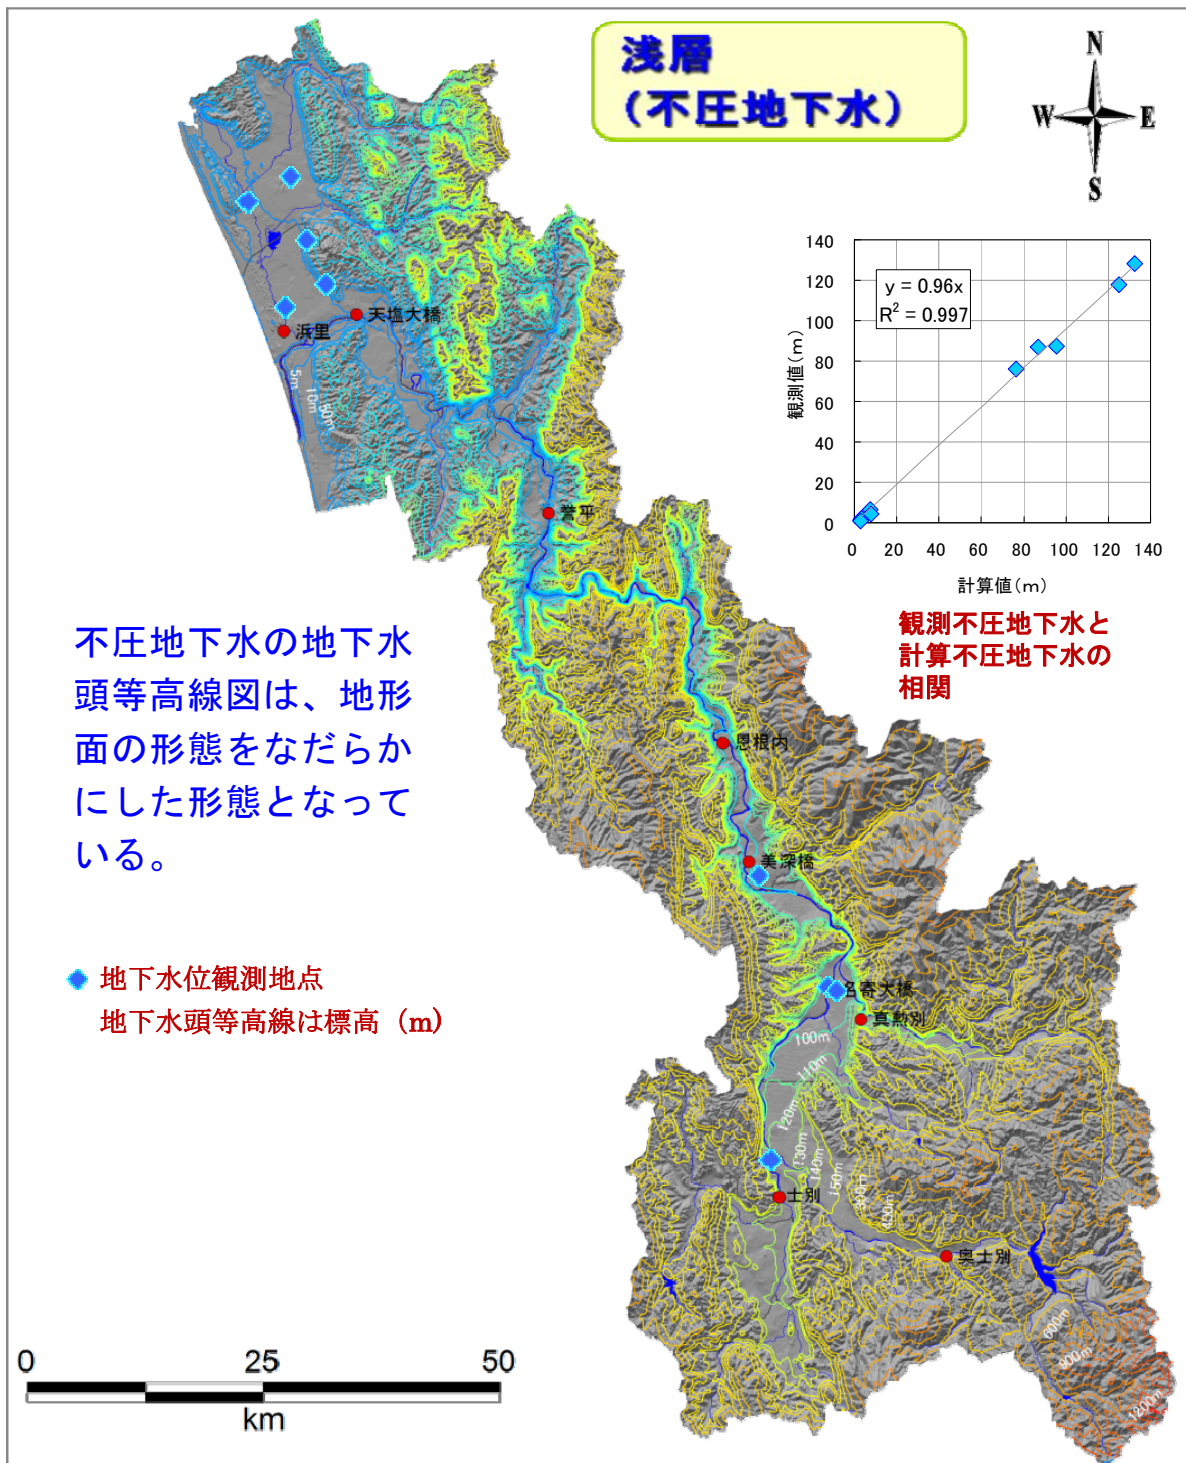 浅層
（不圧地下水）
N
W
E
S
y = 0.96x
R² = 0.997
140
120
100
80
60
40
20
0
観測値（m）
0 20 40 60 80 100 120 140
計算値（m）
観測不圧地下水と
計算不圧地下水の
相関
天塩大橋
浜里
5m
10m
50m
誉平
不圧地下水の地下水
頭等高線図は、地形
面の形態をなだらか
にした形態となって
いる。
恩根内
美深橋
地下水位観測地点
地下水頭等高線は標高（m）
名寄大橋
真勲別
100m
110m
120m
130m
140m
150m
300m
400m
士別
奥士別
600m
900m
1200m
0 25 50
km